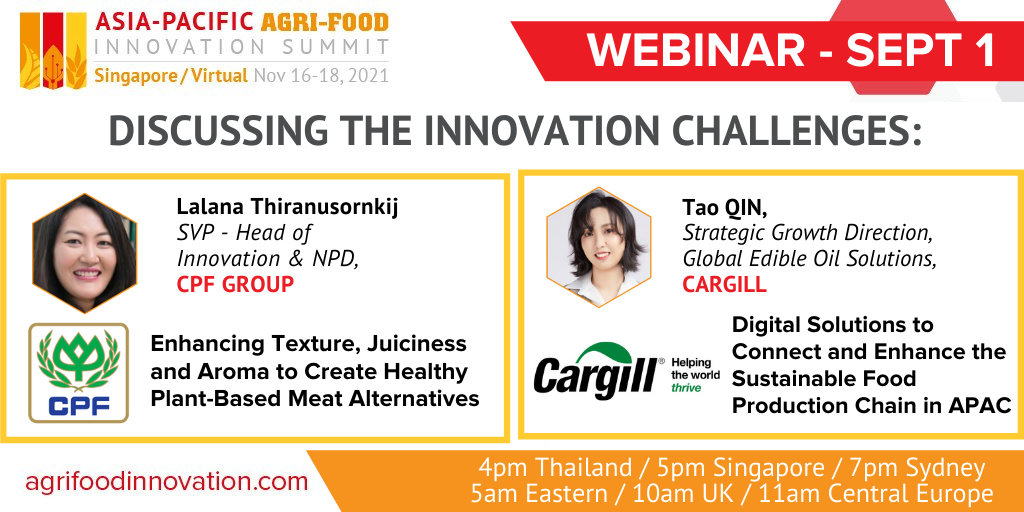 ASIA-PACIFIC AGRI-FOOD
INNOVATION SUMMIT
Singapore/Virtual Nov 16-18, 2021
WEBINAR - SEPT 1
DISCUSSING THE INNOVATION CHALLENGES:
Lalana Thiranusornkij
SVP - Head of
Innovation & NPD,
CPF GROUP
CPF
Enhancing Texture, Juiciness
and Aroma to Create Healthy
Plant-Based Meat Alternatives
Tao QIN,
Strategic Growth Direction,
Global Edible Oil Solutions,
CARGILL
Cargill®
Helping
the world
thrive
Digital Solutions to
Connect and Enhance the
Sustainable Food
Production Chain in APAC
agrifoodinnovation.com
4pm Thailand / 5pm Singapore / 7pm Sydney
5am Eastern / 10am UK / 11am Central Europe